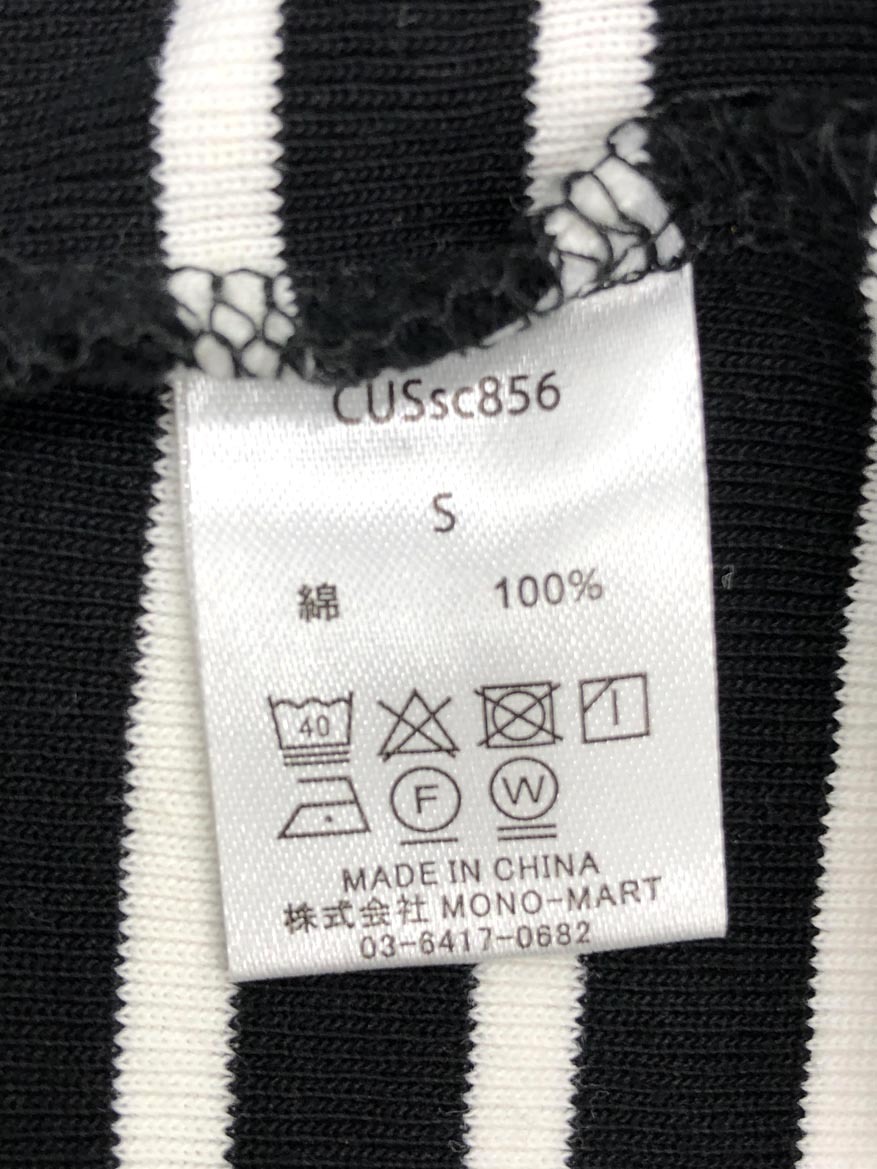 CUSsc856
S
綿 100%
40
F W
MADE IN CHINA
株式会社 MONO-MART
03-6417-0682